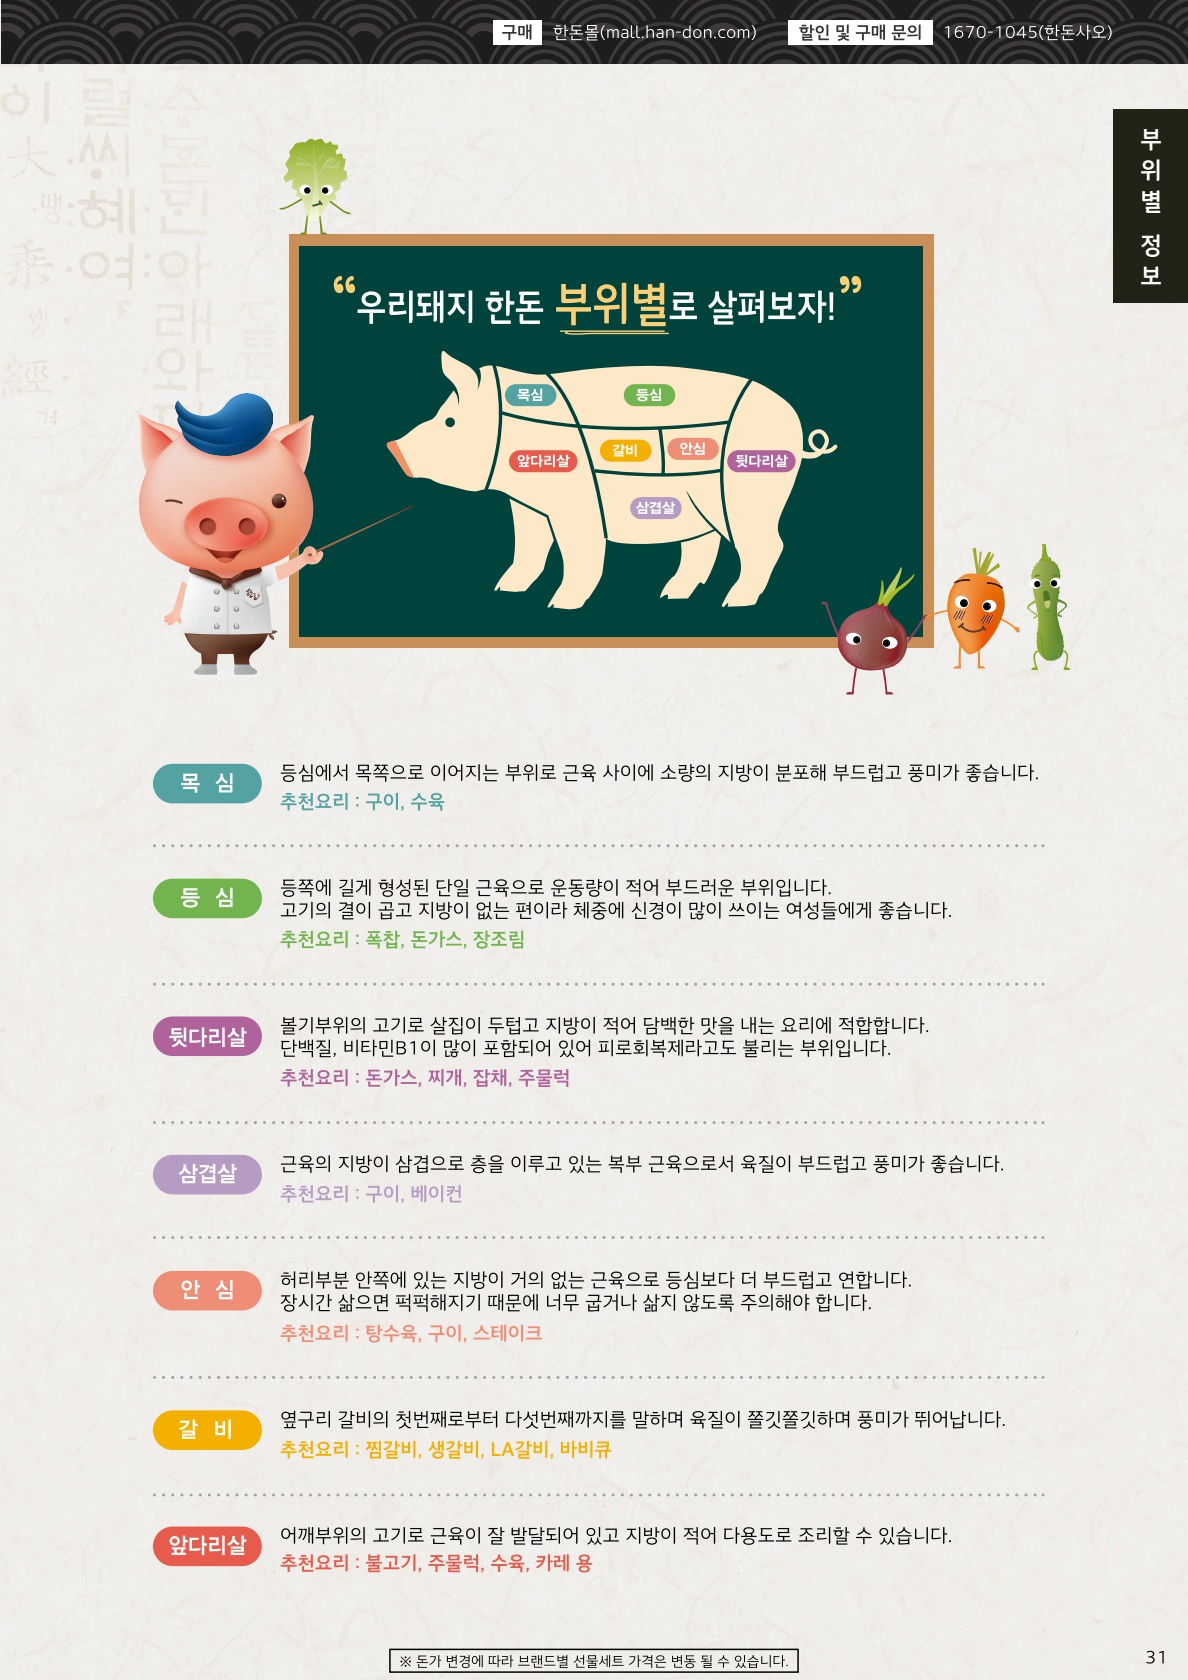 구매 한돈몰(mall.han-don.com) 할인 및 구매 문의 1670-1045(한돈사오)
부위별 정보
“우리돼지 한돈 부위별로 살펴보자!”
목심
등심
앞다리살
갈비
안심
뒷다리살
삼겹살
목 심
등심에서 목쪽으로 이어지는 부위로 근육 사이에 소량의 지방이 분포해 부드럽고 풍미가 좋습니다.
추천요리 : 구이, 수육
등 심
등쪽에 길게 형성된 단일 근육으로 운동량이 적어 부드러운 부위입니다.
고기의 결이 곱고 지방이 없는 편이라 체중에 신경이 많이 쓰이는 여성들에게 좋습니다.
추천요리 : 폭찹, 돈가스, 장조림
뒷다리살
볼기부위의 고기로 살집이 두텁고 지방이 적어 담백한 맛을 내는 요리에 적합합니다.
단백질, 비타민B1이 많이 포함되어 있어 피로회복제라고도 불리는 부위입니다.
추천요리 : 돈가스, 찌개, 잡채, 주물럭
삼겹살
근육의 지방이 삼겹으로 층을 이루고 있는 복부 근육으로서 육질이 부드럽고 풍미가 좋습니다.
추천요리 : 구이, 베이컨
안 심
허리부분 안쪽에 있는 지방이 거의 없는 근육으로 등심보다 더 부드럽고 연합니다.
장시간 삶으면 퍽퍽해지기 때문에 너무 굽거나 삶지 않도록 주의해야 합니다.
추천요리 : 탕수육, 구이, 스테이크
갈 비
옆구리 갈비의 첫번째로부터 다섯번째까지를 말하며 육질이 쫄깃쫄깃하며 풍미가 뛰어납니다.
추천요리 : 찜갈비, 생갈비, LA갈비, 바비큐
앞다리살
어깨부위의 고기로 근육이 잘 발달되어 있고 지방이 적어 다용도로 조리할 수 있습니다.
추천요리 : 불고기, 주물럭, 수육, 카레 용
※ 돈가 변경에 따라 브랜드별 선물세트 가격은 변동 될 수 있습니다.
31